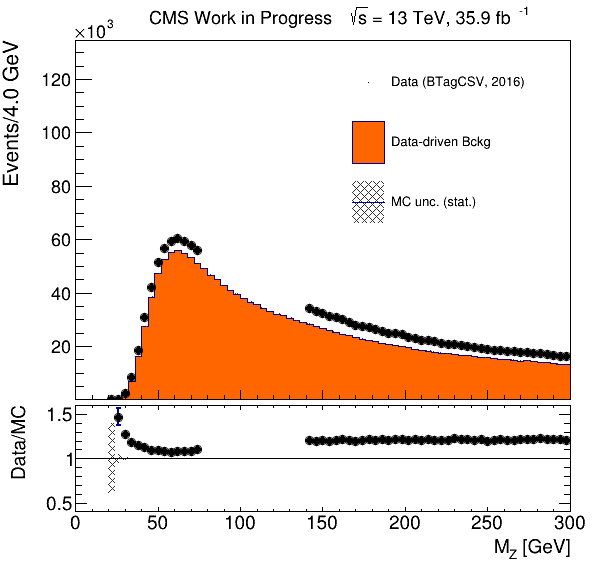 CMS Work in Progress √s = 13 TeV, 35.9 fb⁻¹
×10³
Events/4.0 GeV
120
100
80
60
40
20
Data (BTagCSV, 2016)
Data-driven Bckg
MC unc. (stat.)
Data/MC
1.5
1
0.5
0 50 100 150 200 250 300
M_Z [GeV]